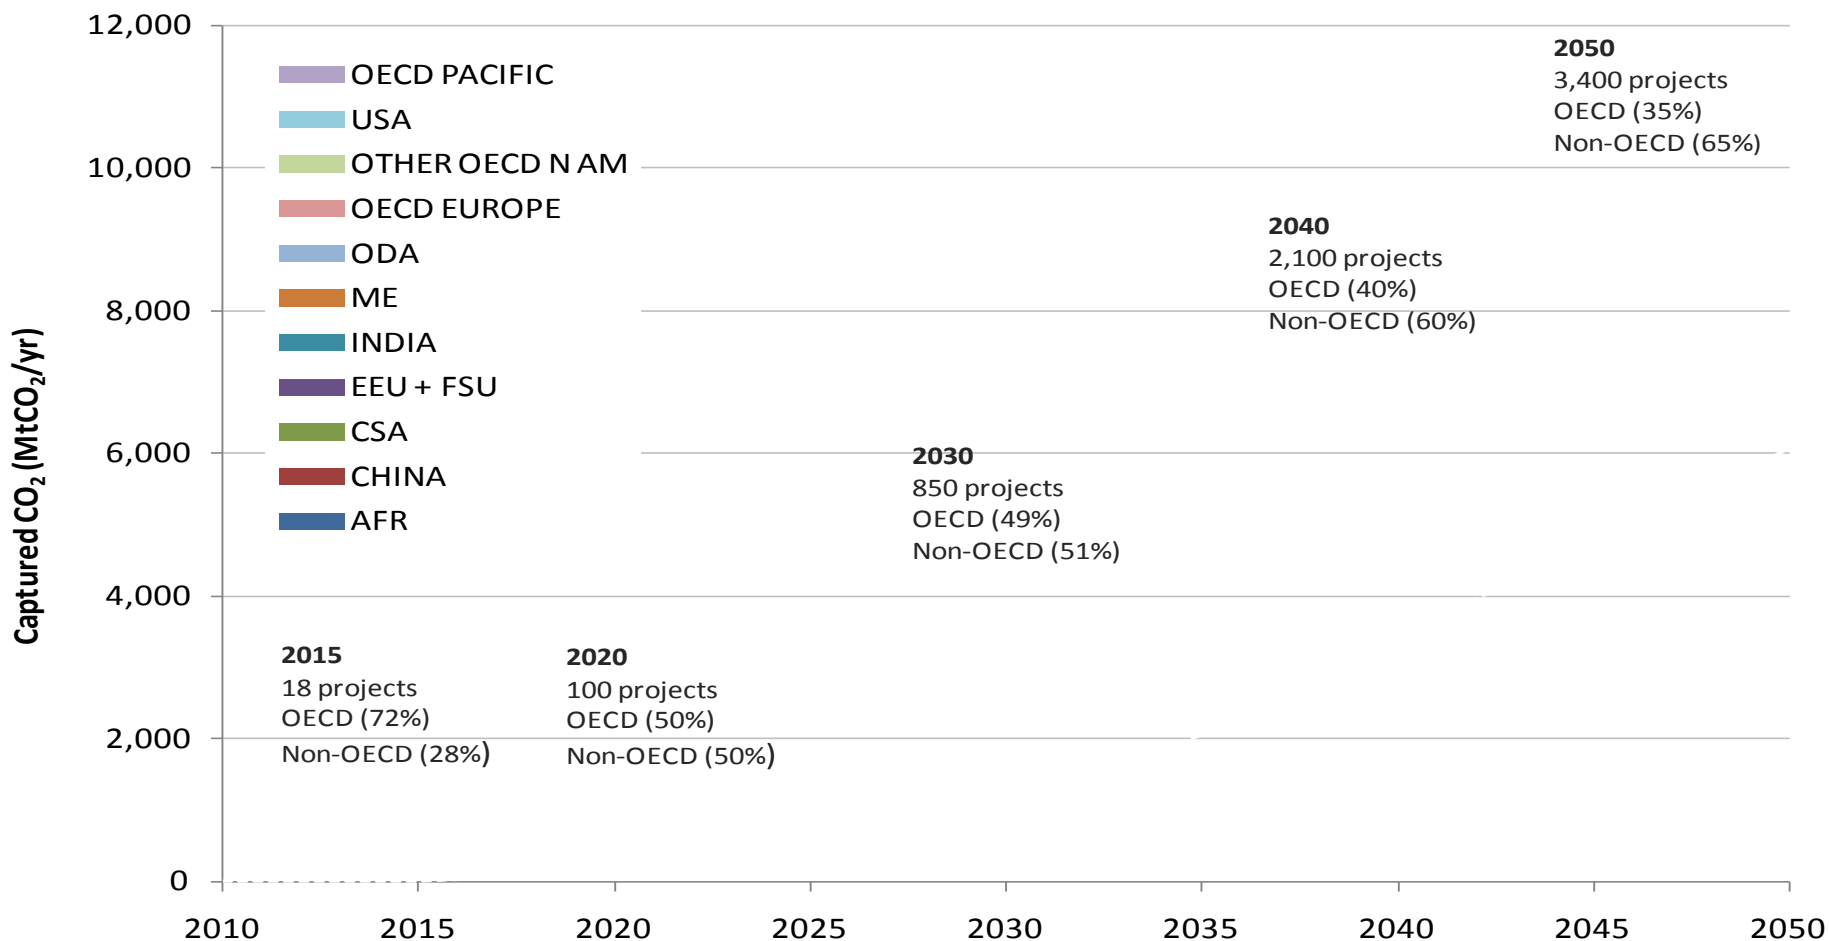 12,000
10,000
8,000
6,000
4,000
2,000
0
Captured CO₂ (MtCO₂/yr)
OECD PACIFIC
USA
OTHER OECD N AM
OECD EUROPE
ODA
ME
INDIA
EEU + FSU
CSA
CHINA
AFR
2015
18 projects
OECD (72%)
Non-OECD (28%)
2020
100 projects
OECD (50%)
Non-OECD (50%)
2030
850 projects
OECD (49%)
Non-OECD (51%)
2040
2,100 projects
OECD (40%)
Non-OECD (60%)
2050
3,400 projects
OECD (35%)
Non-OECD (65%)
2010
2015
2020
2025
2030
2035
2040
2045
2050